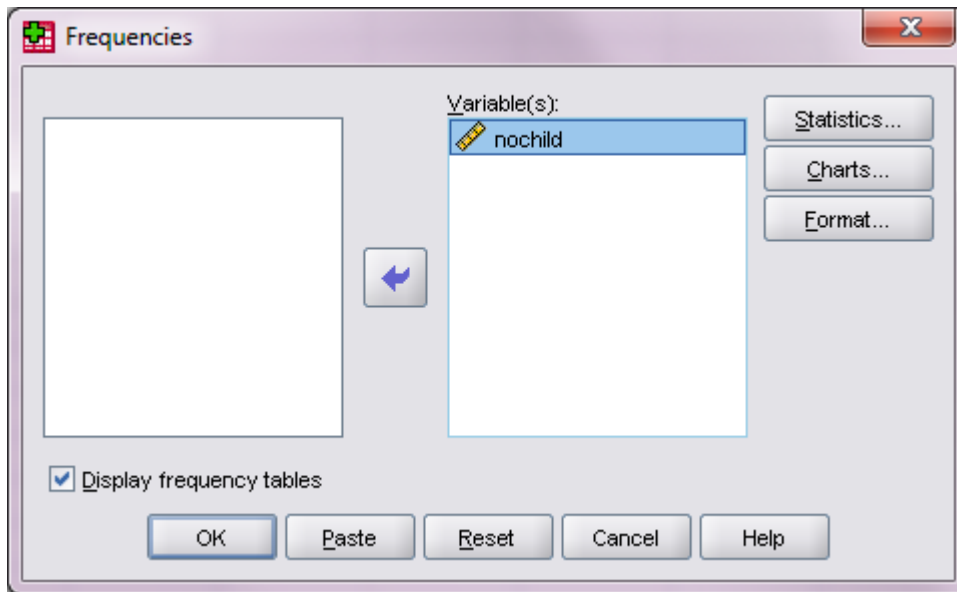 Frequencies
Variable(s):
nochild
Statistics...
Charts...
Format...
Display frequency tables
OK
Paste
Reset
Cancel
Help